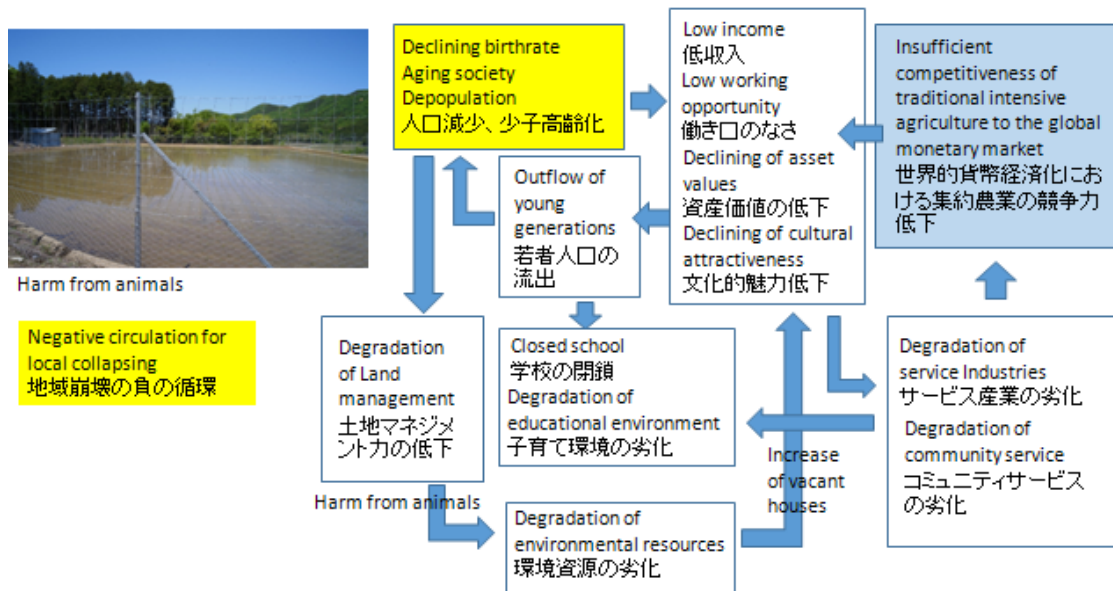 Harm from animals
Negative circulation for
local collapsing
地域崩壊の負の循環
Declining birthrate
Aging society
Depopulation
人口減少、少子高齢化
Outflow of
young
generations
若者人口の
流出
Low income
低収入
Low working
opportunity
働き口のなさ
Declining of asset
values
資産価値の低下
Declining of cultural
attractiveness
文化的魅力低下
Insufficient
competitiveness of
traditional intensive
agriculture to the global
monetary market
世界的貨幣経済化にお
ける集約農業の競争力
低下
Degradation
of Land
management
土地マネジメ
ント力の低下
Harm from animals
Closed school
学校の閉鎖
Degradation of
educational environment
子育て環境の劣化
Degradation of
environmental resources
環境資源の劣化
Increase
of vacant
houses
Degradation of
service Industries
サービス産業の劣化
Degradation of
community service
コミュニティサービス
の劣化